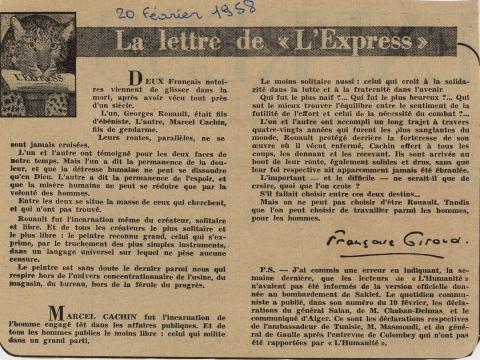 20 février 1958
La lettre de « L'Express »
L'EXPRESS
DEUX Français notoi-
res viennent de glisser dans la
mort, après avoir vécu tout près
d'un siècle.
L'un, Georges Rouault, était fils
d'ébéniste. L'autre, Marcel Cachin,
fils de gendarme.
Leurs routes, parallèles, ne se
sont jamais croisées.
L'un et l'autre ont témoigné pour les deux faces de
notre temps. Mais l'un a dit la permanence de la dou-
leur, et que la détresse humaine ne peut se dissoudre
qu'en Dieu. L'autre a dit la permanence de l'espoir, et
que la misère humaine ne peut se réduire que par la
volonté des hommes.
Entre les deux se situe la masse de ceux qui cherchent,
et qui n'ont pas trouvé.
Rouault fut l'incarnation même du créateur, solitaire
et libre. Et de tous les créateurs le plus solitaire et
le plus libre : le peintre reconnu grand, celui qui s'ex-
prime, par le truchement des plus simples instruments,
dans un langage universel sur lequel ne pèse aucune
censure.
Le peintre est sans doute le dernier parmi nous qui
respire hors de l'univers concentrationnaire de l'usine, du
magasin, du bureau, hors de la férule du progrès.
MARCEL CACHIN fut l'incarnation de
l'homme engagé tôt dans les affaires publiques. Et de
tous les hommes publics le moins libre : celui qui milite
dans un grand parti.
Le moins solitaire aussi : celui qui croit à la solida-
rité dans la lutte et à la fraternité dans l'avenir.
Qui fut le plus naïf ?... Qui fut le plus heureux ?... Qui
sut le mieux trouver l'équilibre entre le sentiment de la
futilité de l'effort et celui de la nécessité du combat ?...
L'un et l'autre ont accompli un long trajet à travers
quatre-vingts années qui furent les plus sanglantes du
monde, Rouault protégé derrière la forteresse de son
œuvre où il vécut enfermé, Cachin offert à tous les
coups, les donnant et les recevant. Ils sont arrivés au
bout de leur route, également solides et drus, sans que
leur foi respective ait apparemment jamais été ébranlée.
L'important — et le difficile — ne serait-il que de
croire, quoi que l'on croie ?
S'il fallait choisir entre ces deux destins...
Mais on ne peut pas choisir d'être Rouault. Tandis
que l'on peut choisir de travailler parmi les hommes,
pour les hommes.
Françoise Giroud.
P.S. — J'ai commis une erreur en indiquant, la se-
maine dernière, que les lecteurs de « L'Humanité »
n'avaient pas été informés de la version officielle don-
née au bombardement de Sakiet. Le quotidien commu-
niste a publié, dans son numéro du 10 février, les décla-
rations du général Salan, de M. Chaban-Delmas, et le
communiqué d'Alger. Ce sont les déclarations respectives
de l'ambassadeur de Tunisie, M. Masmoudi, et du géné-
ral de Gaulle après l'entrevue de Colombey qui n'ont pas
été rapportées par « L'Humanité ».